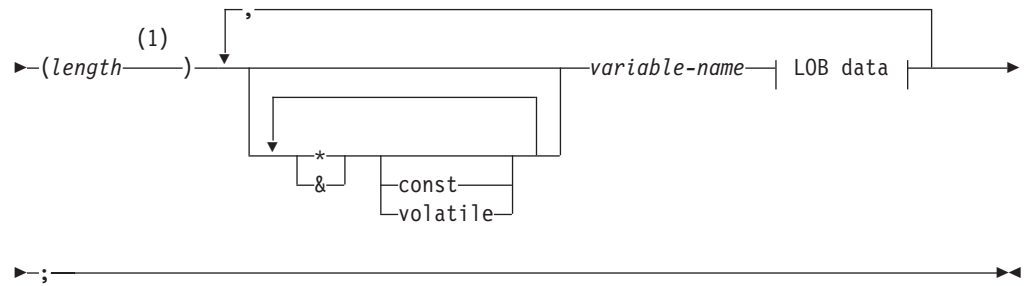 ,
(1)
(length) variable-name LOB data
*
&
const
volatile
;